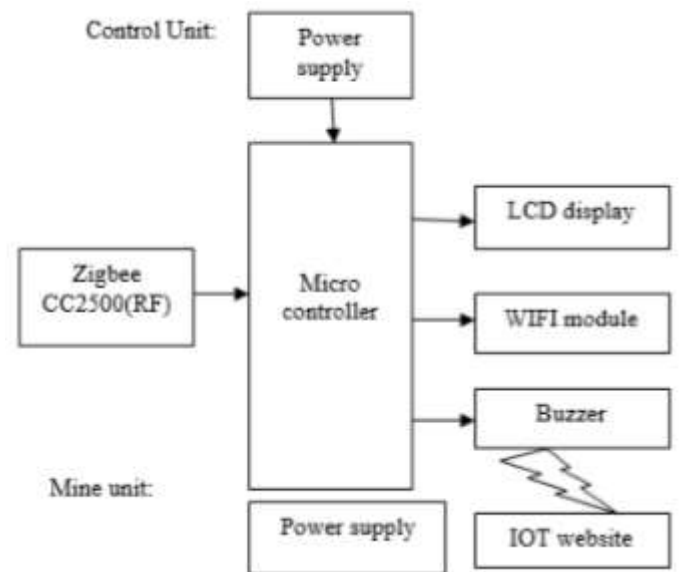 Control Unit:
Power
supply
LCD display
Zigbee
CC2500(RF)
Micro
controller
WIFI module
Buzzer
Mine unit:
Power supply
IOT website